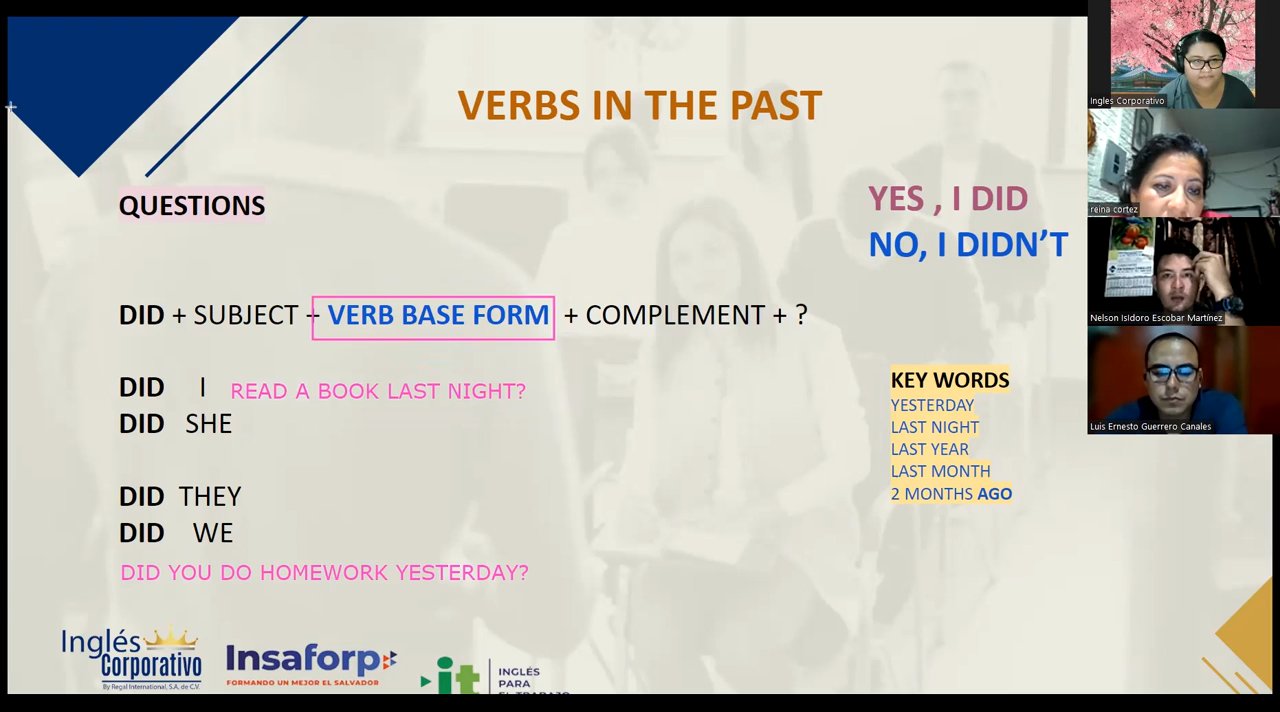 VERBS IN THE PAST
QUESTIONS
YES , I DID
NO, I DIDN’T
DID + SUBJECT + VERB BASE FORM + COMPLEMENT + ?
DID I READ A BOOK LAST NIGHT?
DID SHE
DID THEY
DID WE
DID YOU DO HOMEWORK YESTERDAY?
KEY WORDS
YESTERDAY
LAST NIGHT
LAST YEAR
LAST MONTH
2 MONTHS AGO
Inglés
Corporativo
By Regal International, S.A. de C.V.
Insaforp
FORMANDO UN MEJOR EL SALVADOR
it
INGLÉS
PARA
EL TRABAJO
Ingles Corporativo
reina cortez
Nelson Isidoro Escobar Martínez
Luis Ernesto Guerrero Canales